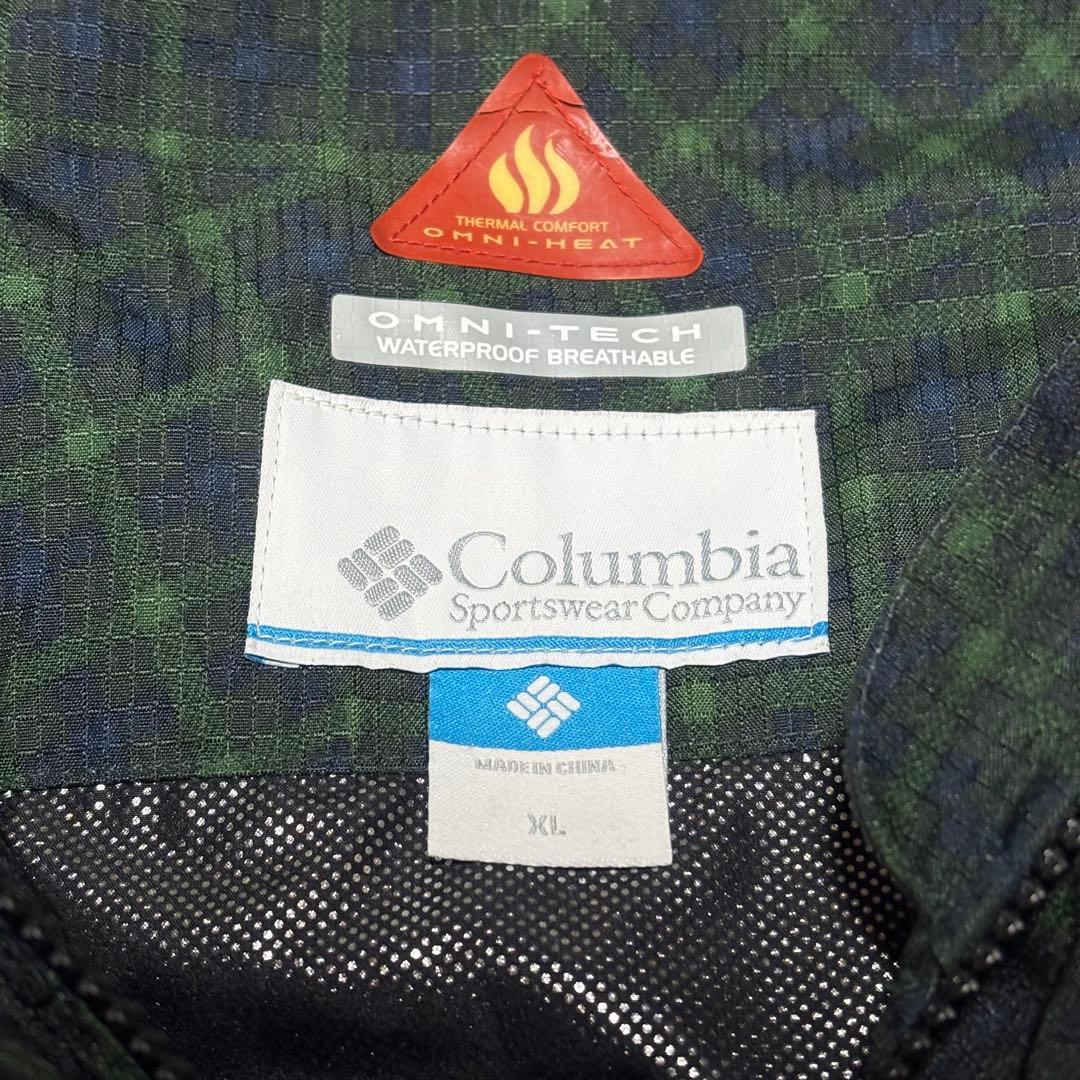 THERMAL COMFORT
OMNI-HEAT
OMNI-TECH
WATERPROOF BREATHABLE
Columbia
Sportswear Company
MADE IN CHINA
XL